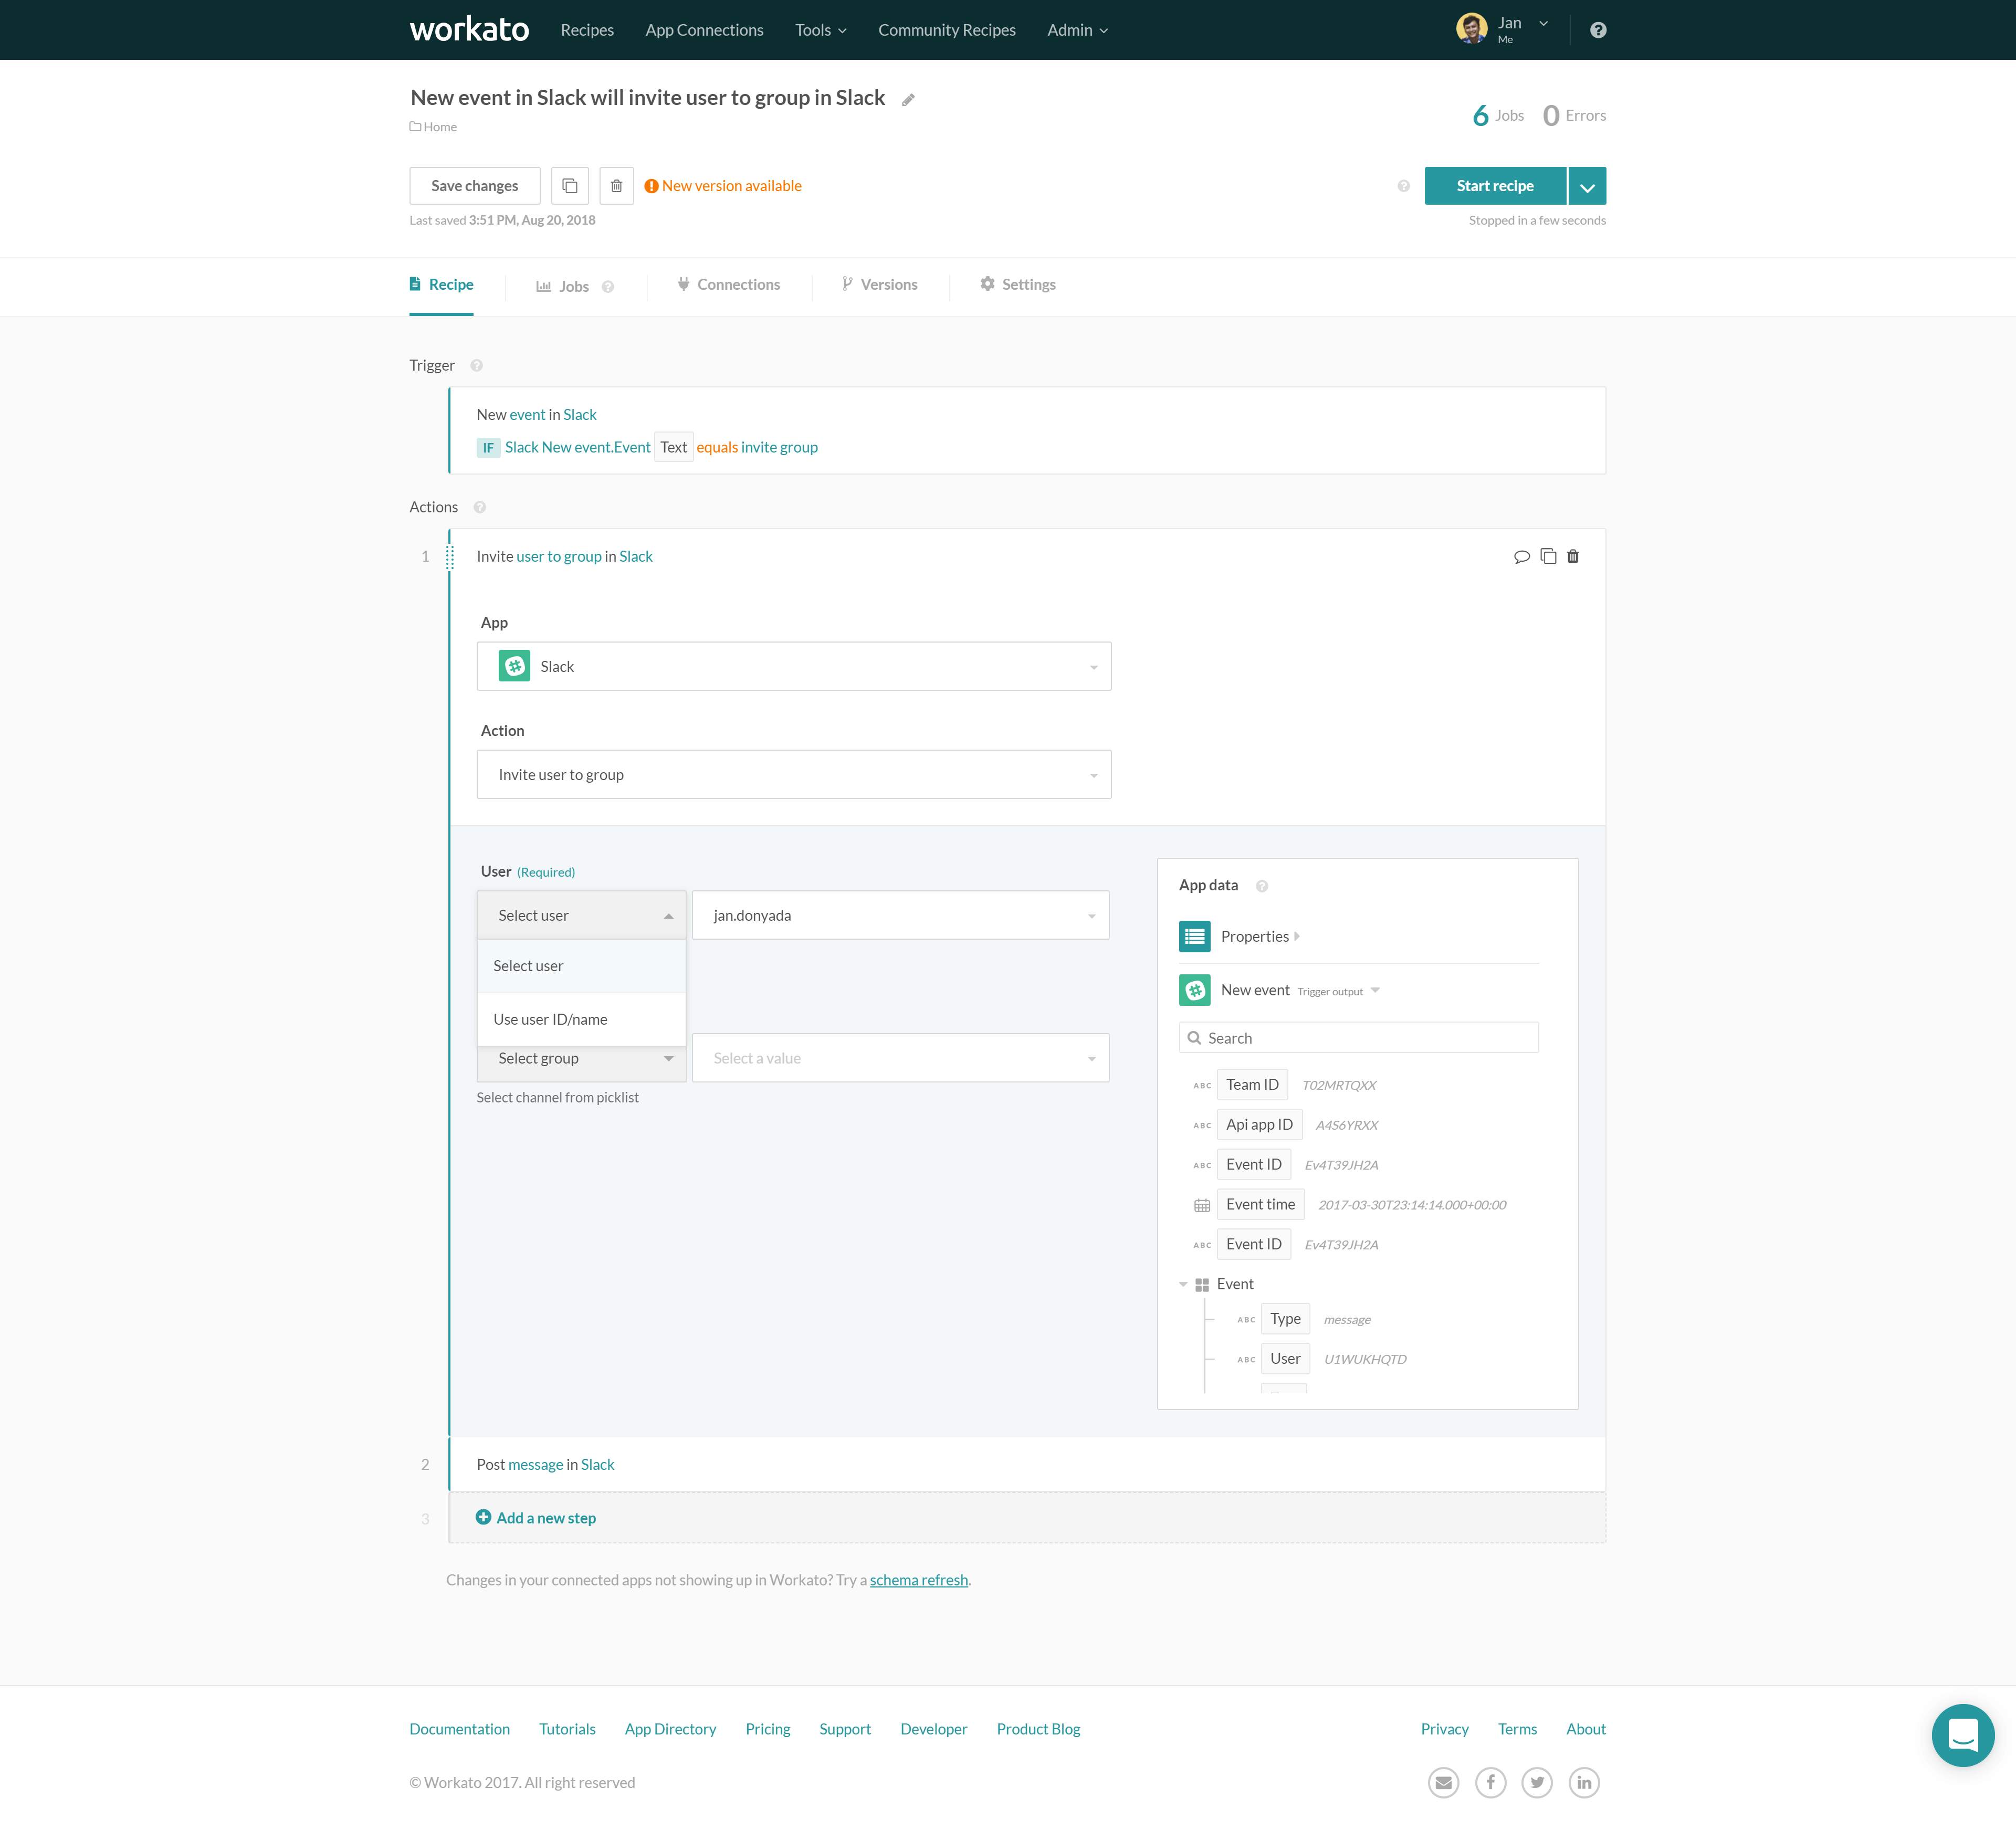 workato Recipes App Connections Tools Community Recipes Admin Jan
Me
New event in Slack will invite user to group in Slack
Home
6 Jobs 0 Errors
Save changes New version available Start recipe
Last saved 3:51 PM, Aug 20, 2018 Stopped in a few seconds
Recipe Jobs Connections Versions Settings
Trigger
New event in Slack
IF Slack New event.Event Text equals invite group
Actions
1 Invite user to group in Slack
App
Slack
Action
Invite user to group
User (Required)
Select user jan.donyada
Select user
Use user ID/name
Select group Select a value
Select channel from picklist
App data
Properties
New event Trigger output
Search
ABC Team ID T02MRTQXX
ABC Api app ID A4S6YRXX
ABC Event ID Ev4T39JH2A
Event time 2017-03-30T23:14:14.000+00:00
ABC Event ID Ev4T39JH2A
Event
ABC Type message
ABC User U1WUKHQTD
2 Post message in Slack
3 Add a new step
Changes in your connected apps not showing up in Workato? Try a schema refresh.
Documentation Tutorials App Directory Pricing Support Developer Product Blog Privacy Terms About
© Workato 2017. All right reserved